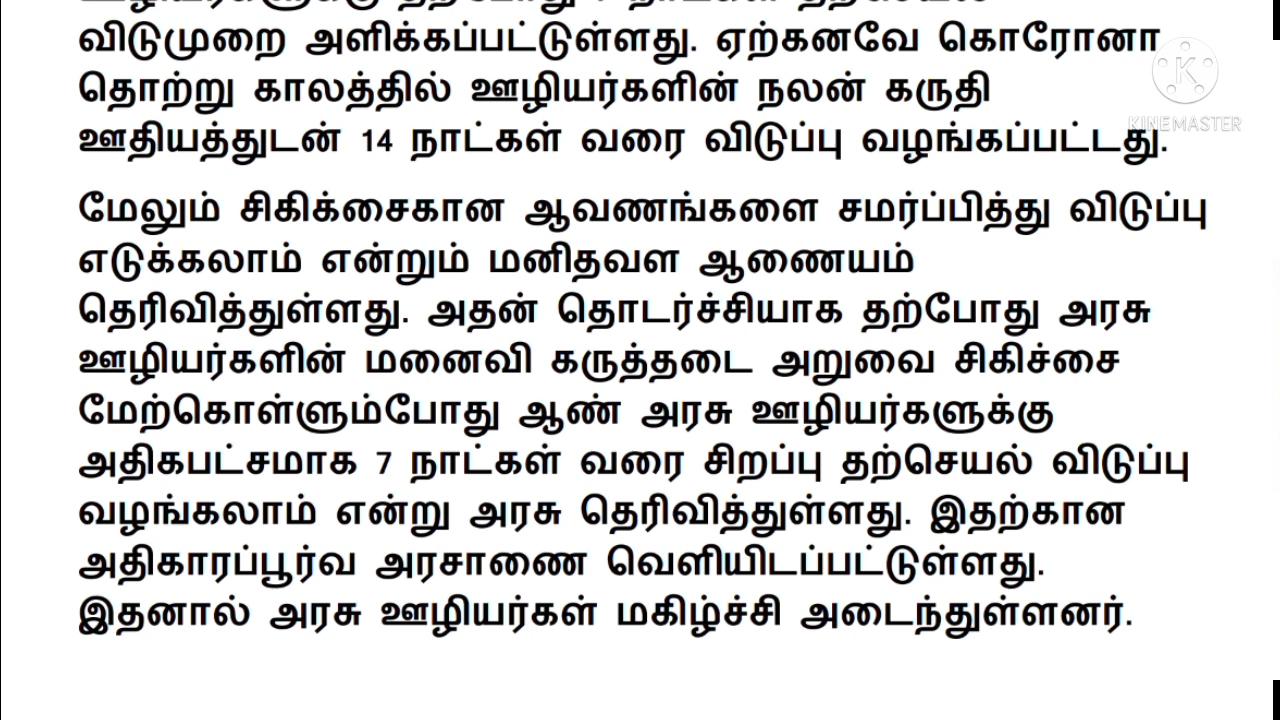 விடுமுறை அளிக்கப்பட்டுள்ளது. ஏற்கனவே கொரோனா
தொற்று காலத்தில் ஊழியர்களின் நலன் கருதி
ஊதியத்துடன் 14 நாட்கள் வரை விடுப்பு வழங்கப்பட்டது.
மேலும் சிகிக்சைகான ஆவணங்களை சமர்ப்பித்து விடுப்பு
எடுக்கலாம் என்றும் மனிதவள ஆணையம்
தெரிவித்துள்ளது. அதன் தொடர்ச்சியாக தற்போது அரசு
ஊழியர்களின் மனைவி கருத்தடை அறுவை சிகிச்சை
மேற்கொள்ளும்போது ஆண் அரசு ஊழியர்களுக்கு
அதிகபட்சமாக 7 நாட்கள் வரை சிறப்பு தற்செயல் விடுப்பு
வழங்கலாம் என்று அரசு தெரிவித்துள்ளது. இதற்கான
அதிகாரப்பூர்வ அரசாணை வெளியிடப்பட்டுள்ளது.
இதனால் அரசு ஊழியர்கள் மகிழ்ச்சி அடைந்துள்ளனர்.
K
KINEMASTER